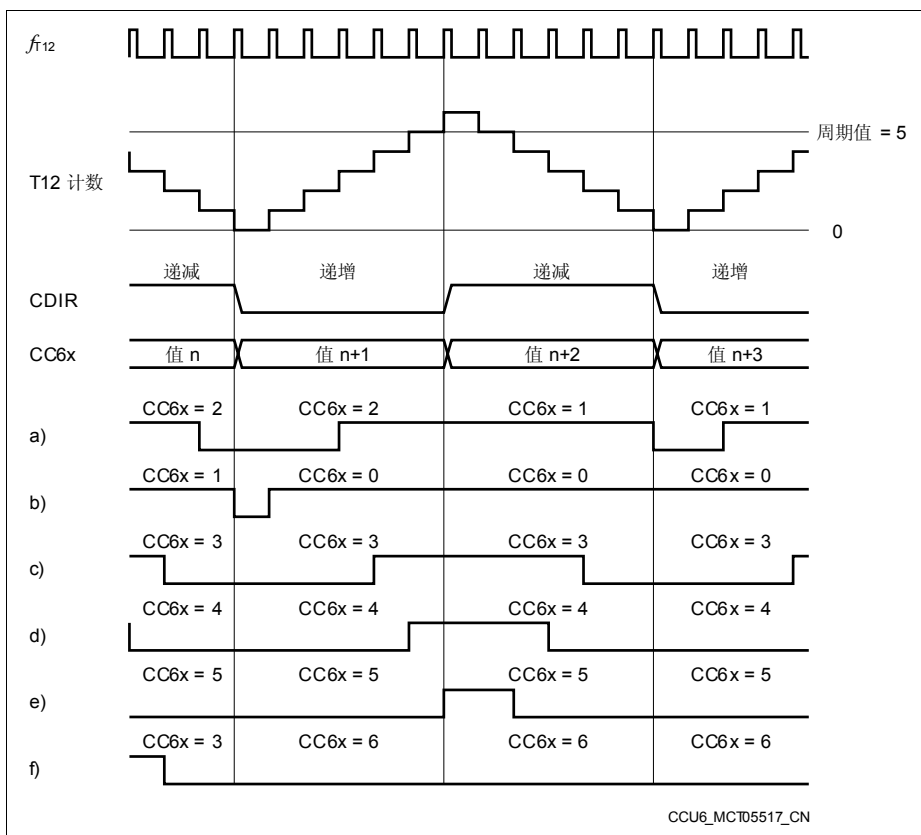 fT12
周期值 = 5
T12 计数
0
递减 递增 递减 递增
CDIR
CC6x 值 n 值 n+1 值 n+2 值 n+3
CC6x = 2 CC6x = 2 CC6x = 1 CC6x = 1
a)
CC6x = 1 CC6x = 0 CC6x = 0 CC6x = 0
b)
CC6x = 3 CC6x = 3 CC6x = 3 CC6x = 3
c)
CC6x = 4 CC6x = 4 CC6x = 4 CC6x = 4
d)
CC6x = 5 CC6x = 5 CC6x = 5 CC6x = 5
e)
CC6x = 3 CC6x = 6 CC6x = 6 CC6x = 6
f)
CCU6_MCT05517_CN